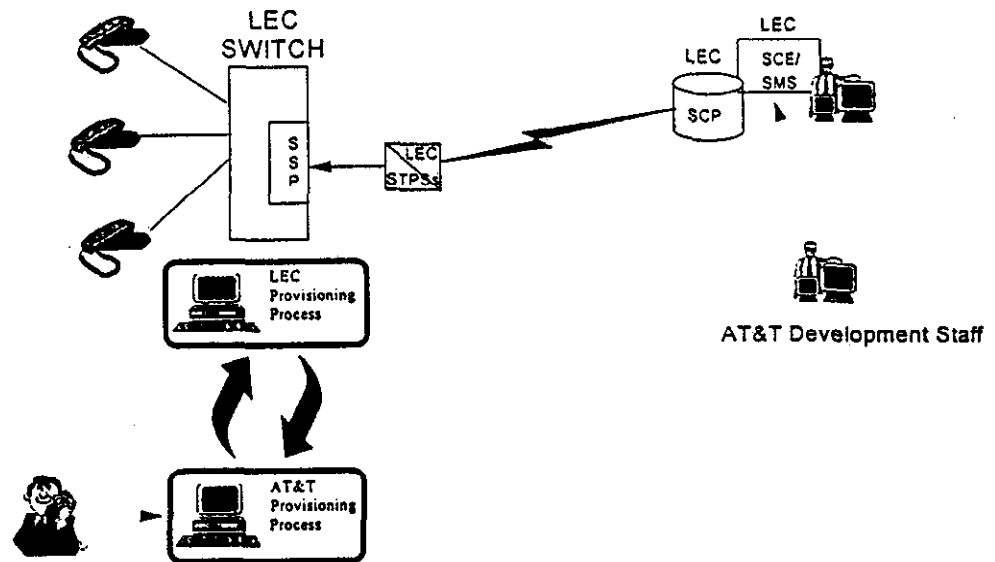 LEC
SWITCH
S
S
P
LEC
STPSs
LEC
SCP
LEC
SCE/
SMS
AT&T Development Staff
LEC
Provisioning
Process
AT&T
Provisioning
Process